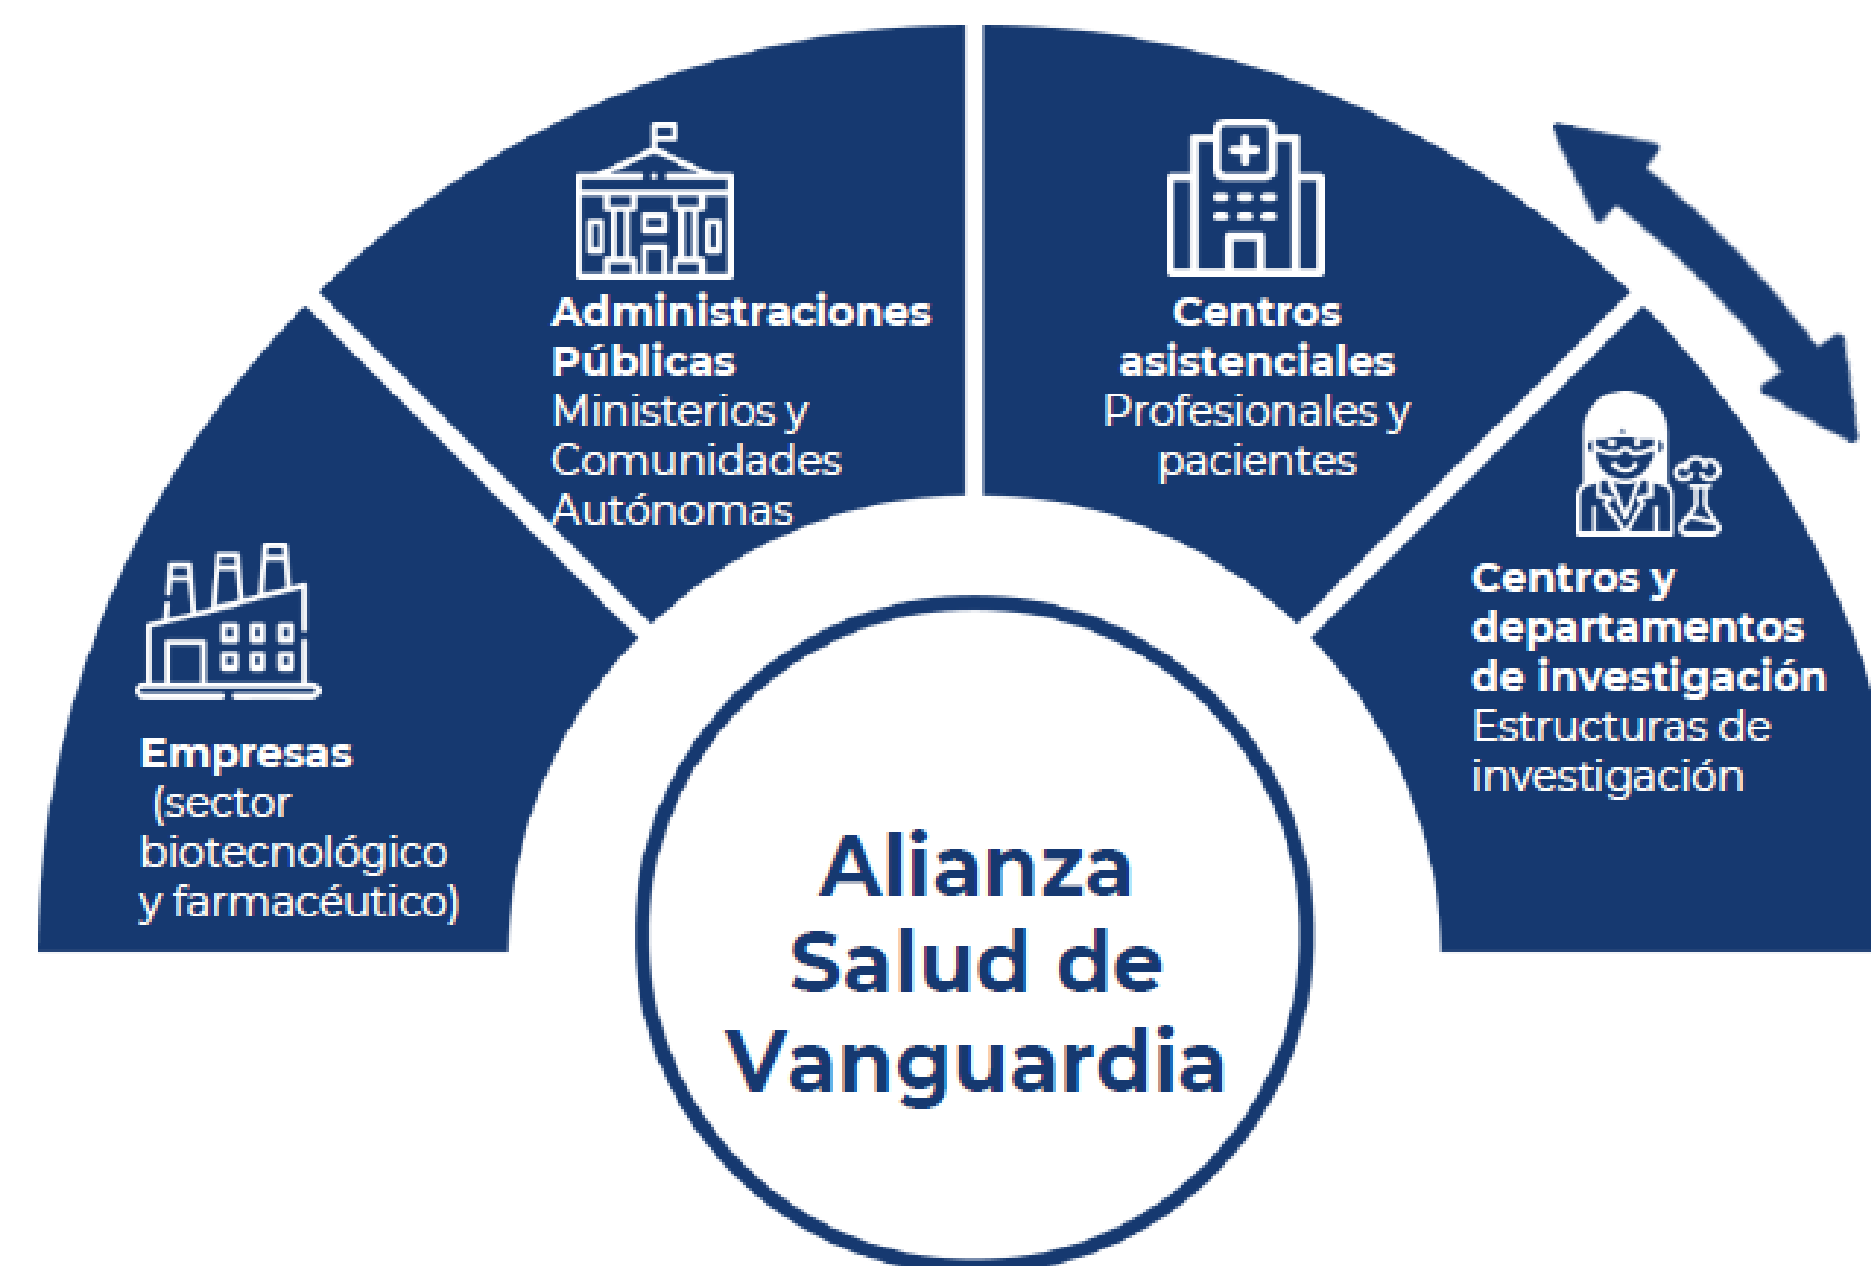 Administraciones
Públicas
Ministerios y
Comunidades
Autónomas
Centros
asistenciales
Profesionales y
pacientes
Centros y
departamentos
de investigación
Estructuras de
investigación
Empresas
(sector
biotecnológico
y farmacéutico)
Alianza
Salud de
Vanguardia